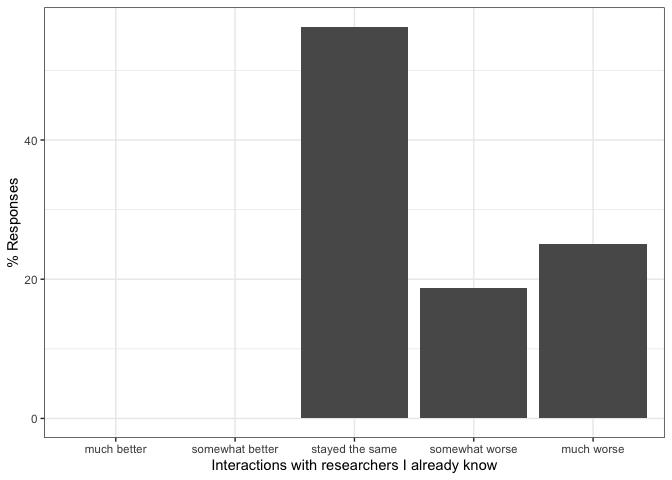 % Responses
40
20
0
much better somewhat better stayed the same somewhat worse much worse
Interactions with researchers I already know